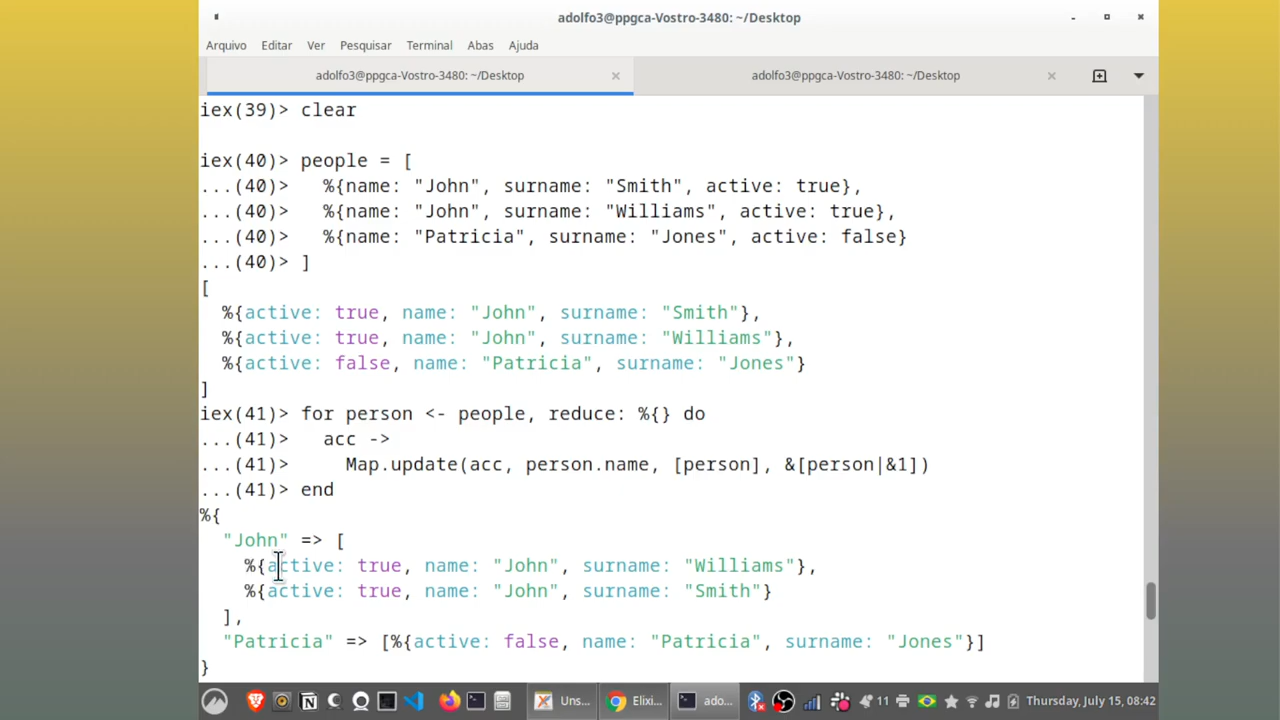 adolfo3@ppgca-Vostro-3480: ~/Desktop
Arquivo Editar Ver Pesquisar Terminal Abas Ajuda
adolfo3@ppgca-Vostro-3480: ~/Desktop × adolfo3@ppgca-Vostro-3480: ~/Desktop ×
iex(39)> clear
iex(40)> people = [
...(40)>   %{name: "John", surname: "Smith", active: true},
...(40)>   %{name: "John", surname: "Williams", active: true},
...(40)>   %{name: "Patricia", surname: "Jones", active: false}
...(40)> ]
[
  %{active: true, name: "John", surname: "Smith"},
  %{active: true, name: "John", surname: "Williams"},
  %{active: false, name: "Patricia", surname: "Jones"}
]
iex(41)> for person <- people, reduce: %{} do
...(41)>   acc ->
...(41)>     Map.update(acc, person.name, [person], &[person|&1])
...(41)> end
%{
  "John" => [
    %{active: true, name: "John", surname: "Williams"},
    %{active: true, name: "John", surname: "Smith"}
  ],
  "Patricia" => [%{active: false, name: "Patricia", surname: "Jones"}]
}
Uns... Elixi... ado... 11 Thursday, July 15, 08:42